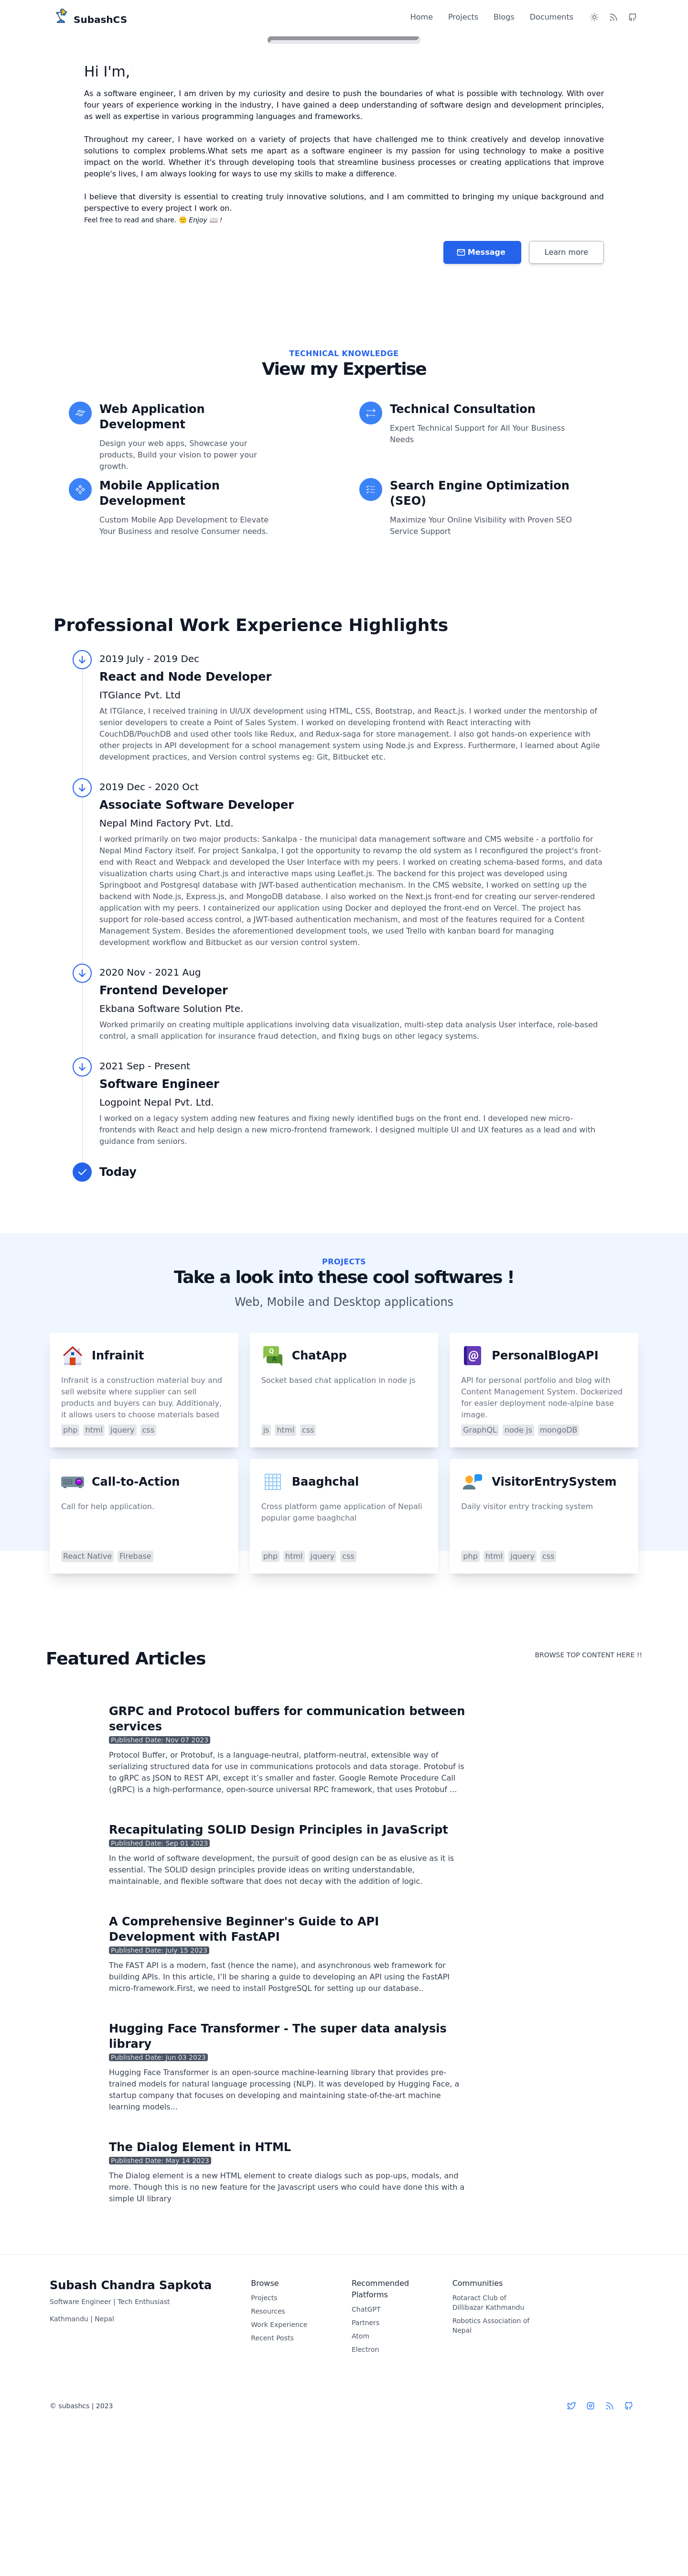 SubashCS
Home Projects Blogs Documents
Hi I'm,
As a software engineer, I am driven by my curiosity and desire to push the boundaries of what is possible with technology. With over
four years of experience working in the industry, I have gained a deep understanding of software design and development principles,
as well as expertise in various programming languages and frameworks.
Throughout my career, I have worked on a variety of projects that have challenged me to think creatively and develop innovative
solutions to complex problems.What sets me apart as a software engineer is my passion for using technology to make a positive
impact on the world. Whether it's through developing tools that streamline business processes or creating applications that improve
people's lives, I am always looking for ways to use my skills to make a difference.
I believe that diversity is essential to creating truly innovative solutions, and I am committed to bringing my unique background and
perspective to every project I work on.
Feel free to read and share. 🙂 Enjoy 📖 !
Message
Learn more
TECHNICAL KNOWLEDGE
View my Expertise
Web Application
Development
Design your web apps, Showcase your
products, Build your vision to power your
growth.
Technical Consultation
Expert Technical Support for All Your Business
Needs
Mobile Application
Development
Custom Mobile App Development to Elevate
Your Business and resolve Consumer needs.
Search Engine Optimization
(SEO)
Maximize Your Online Visibility with Proven SEO
Service Support
Professional Work Experience Highlights
2019 July - 2019 Dec
React and Node Developer
ITGlance Pvt. Ltd
At ITGlance, I received training in UI/UX development using HTML, CSS, Bootstrap, and React.js. I worked under the mentorship of
senior developers to create a Point of Sales System. I worked on developing frontend with React interacting with
CouchDB/PouchDB and used other tools like Redux, and Redux-saga for store management. I also got hands-on experience with
other projects in API development for a school management system using Node.js and Express. Furthermore, I learned about Agile
development practices, and Version control systems eg: Git, Bitbucket etc.
2019 Dec - 2020 Oct
Associate Software Developer
Nepal Mind Factory Pvt. Ltd.
I worked primarily on two major products: Sankalpa - the municipal data management software and CMS website - a portfolio for
Nepal Mind Factory itself. For project Sankalpa, I got the opportunity to revamp the old system as I reconfigured the project's front-
end with React and Webpack and developed the User Interface with my peers. I worked on creating schema-based forms, and data
visualization charts using Chart.js and interactive maps using Leaflet.js. The backend for this project was developed using
Springboot and Postgresql database with JWT-based authentication mechanism. In the CMS website, I worked on setting up the
backend with Node.js, Express.js, and MongoDB database. I also worked on the Next.js front-end for creating our server-rendered
application with my peers. I containerized our application using Docker and deployed the front-end on Vercel. The project has
support for role-based access control, a JWT-based authentication mechanism, and most of the features required for a Content
Management System. Besides the aforementioned development tools, we used Trello with kanban board for managing
development workflow and Bitbucket as our version control system.
2020 Nov - 2021 Aug
Frontend Developer
Ekbana Software Solution Pte.
Worked primarily on creating multiple applications involving data visualization, multi-step data analysis User interface, role-based
control, a small application for insurance fraud detection, and fixing bugs on other legacy systems.
2021 Sep - Present
Software Engineer
Logpoint Nepal Pvt. Ltd.
I worked on a legacy system adding new features and fixing newly identified bugs on the front end. I developed new micro-
frontends with React and help design a new micro-frontend framework. I designed multiple UI and UX features as a lead and with
guidance from seniors.
Today
PROJECTS
Take a look into these cool softwares !
Web, Mobile and Desktop applications
Infrainit
Infranit is a construction material buy and
sell website where supplier can sell
products and buyers can buy. Additionaly,
it allows users to choose materials based
php html jquery css
ChatApp
Socket based chat application in node js
js html css
PersonalBlogAPI
API for personal portfolio and blog with
Content Management System. Dockerized
for easier deployment node-alpine base
image.
GraphQL node js mongoDB
Call-to-Action
Call for help application.
React Native Firebase
Baaghchal
Cross platform game application of Nepali
popular game baaghchal
php html jquery css
VisitorEntrySystem
Daily visitor entry tracking system
php html jquery css
Featured Articles
BROWSE TOP CONTENT HERE !!
GRPC and Protocol buffers for communication between
services
Published Date: Nov 07 2023
Protocol Buffer, or Protobuf, is a language-neutral, platform-neutral, extensible way of
serializing structured data for use in communications protocols and data storage. Protobuf is
to gRPC as JSON to REST API, except it's smaller and faster. Google Remote Procedure Call
(gRPC) is a high-performance, open-source universal RPC framework, that uses Protobuf ...
Recapitulating SOLID Design Principles in JavaScript
Published Date: Sep 01 2023
In the world of software development, the pursuit of good design can be as elusive as it is
essential. The SOLID design principles provide ideas on writing understandable,
maintainable, and flexible software that does not decay with the addition of logic.
A Comprehensive Beginner's Guide to API
Development with FastAPI
Published Date: July 15 2023
The FAST API is a modern, fast (hence the name), and asynchronous web framework for
building APIs. In this article, I'll be sharing a guide to developing an API using the FastAPI
micro-framework.First, we need to install PostgreSQL for setting up our database..
Hugging Face Transformer - The super data analysis
library
Published Date: Jun 03 2023
Hugging Face Transformer is an open-source machine-learning library that provides pre-
trained models for natural language processing (NLP). It was developed by Hugging Face, a
startup company that focuses on developing and maintaining state-of-the-art machine
learning models...
The Dialog Element in HTML
Published Date: May 14 2023
The Dialog element is a new HTML element to create dialogs such as pop-ups, modals, and
more. Though this is no new feature for the Javascript users who could have done this with a
simple UI library
Subash Chandra Sapkota
Software Engineer | Tech Enthusiast
Kathmandu | Nepal
Browse
Projects
Resources
Work Experience
Recent Posts
Recommended
Platforms
ChatGPT
Partners
Atom
Electron
Communities
Rotaract Club of
Dillibazar Kathmandu
Robotics Association of
Nepal
© subashcs | 2023